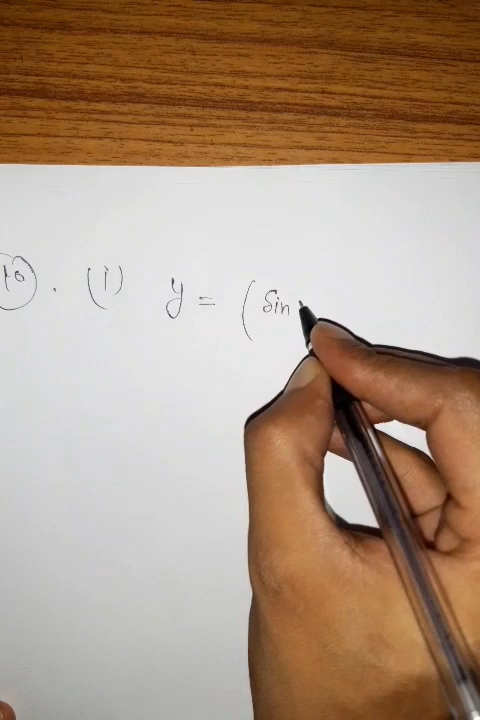 10. (i) y = (sin